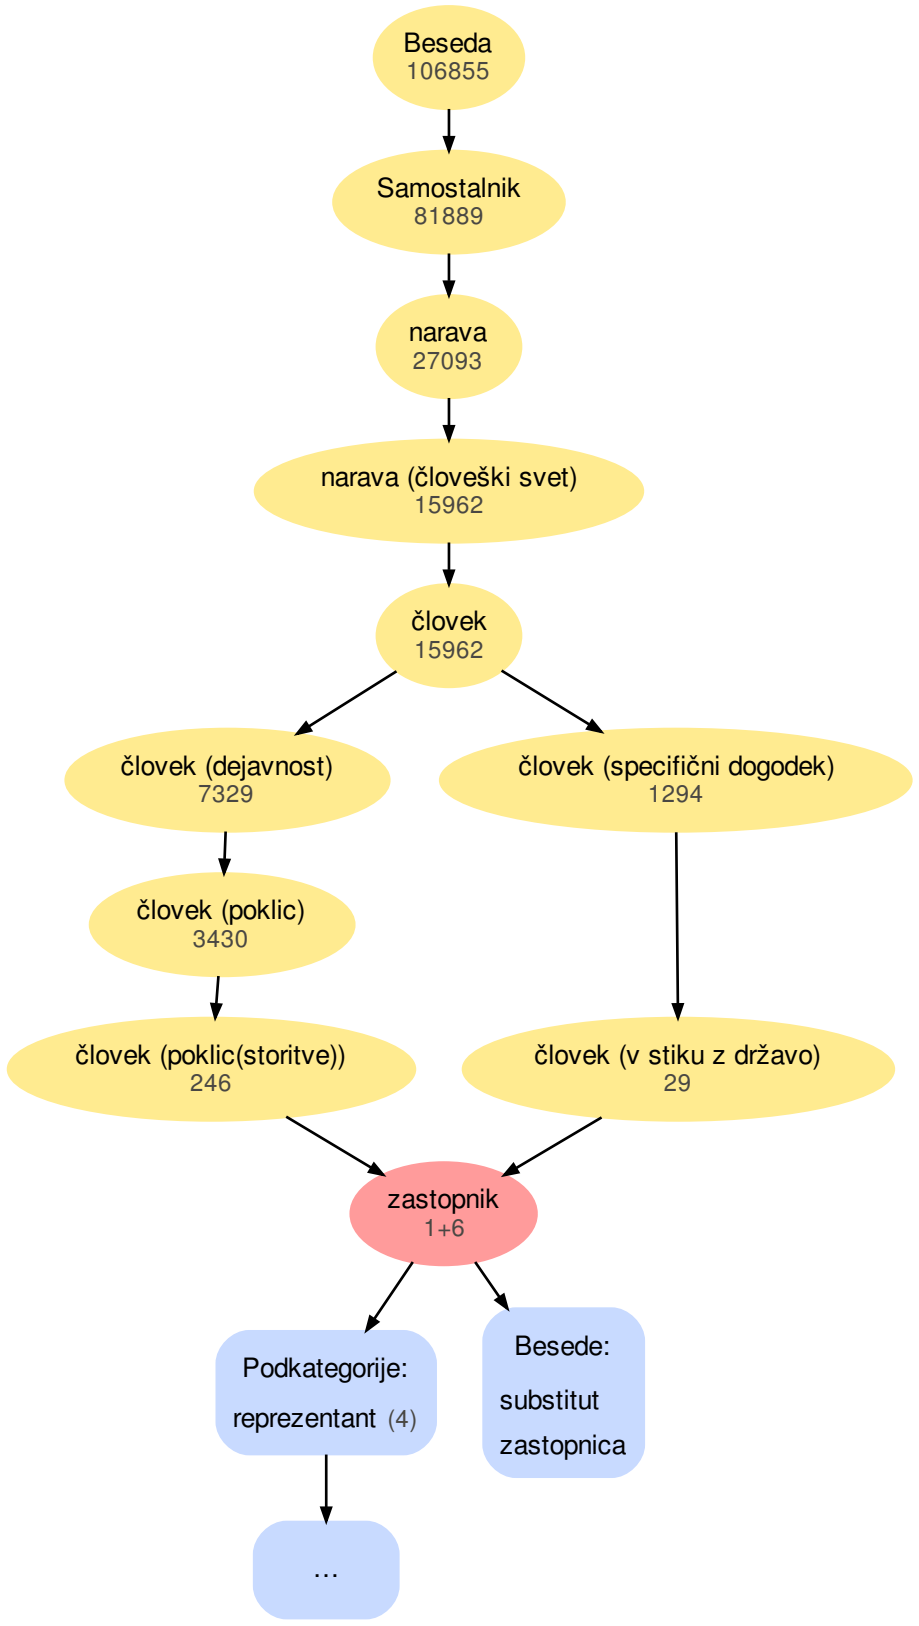 Beseda
106855
Samostalnik
81889
narava
27093
narava (človeški svet)
15962
človek
15962
človek (dejavnost)
7329
človek (specifični dogodek)
1294
človek (poklic)
3430
človek (poklic(storitve))
246
človek (v stiku z državo)
29
zastopnik
1+6
Podkategorije:
reprezentant (4)
Besede:
substitut
zastopnica
...